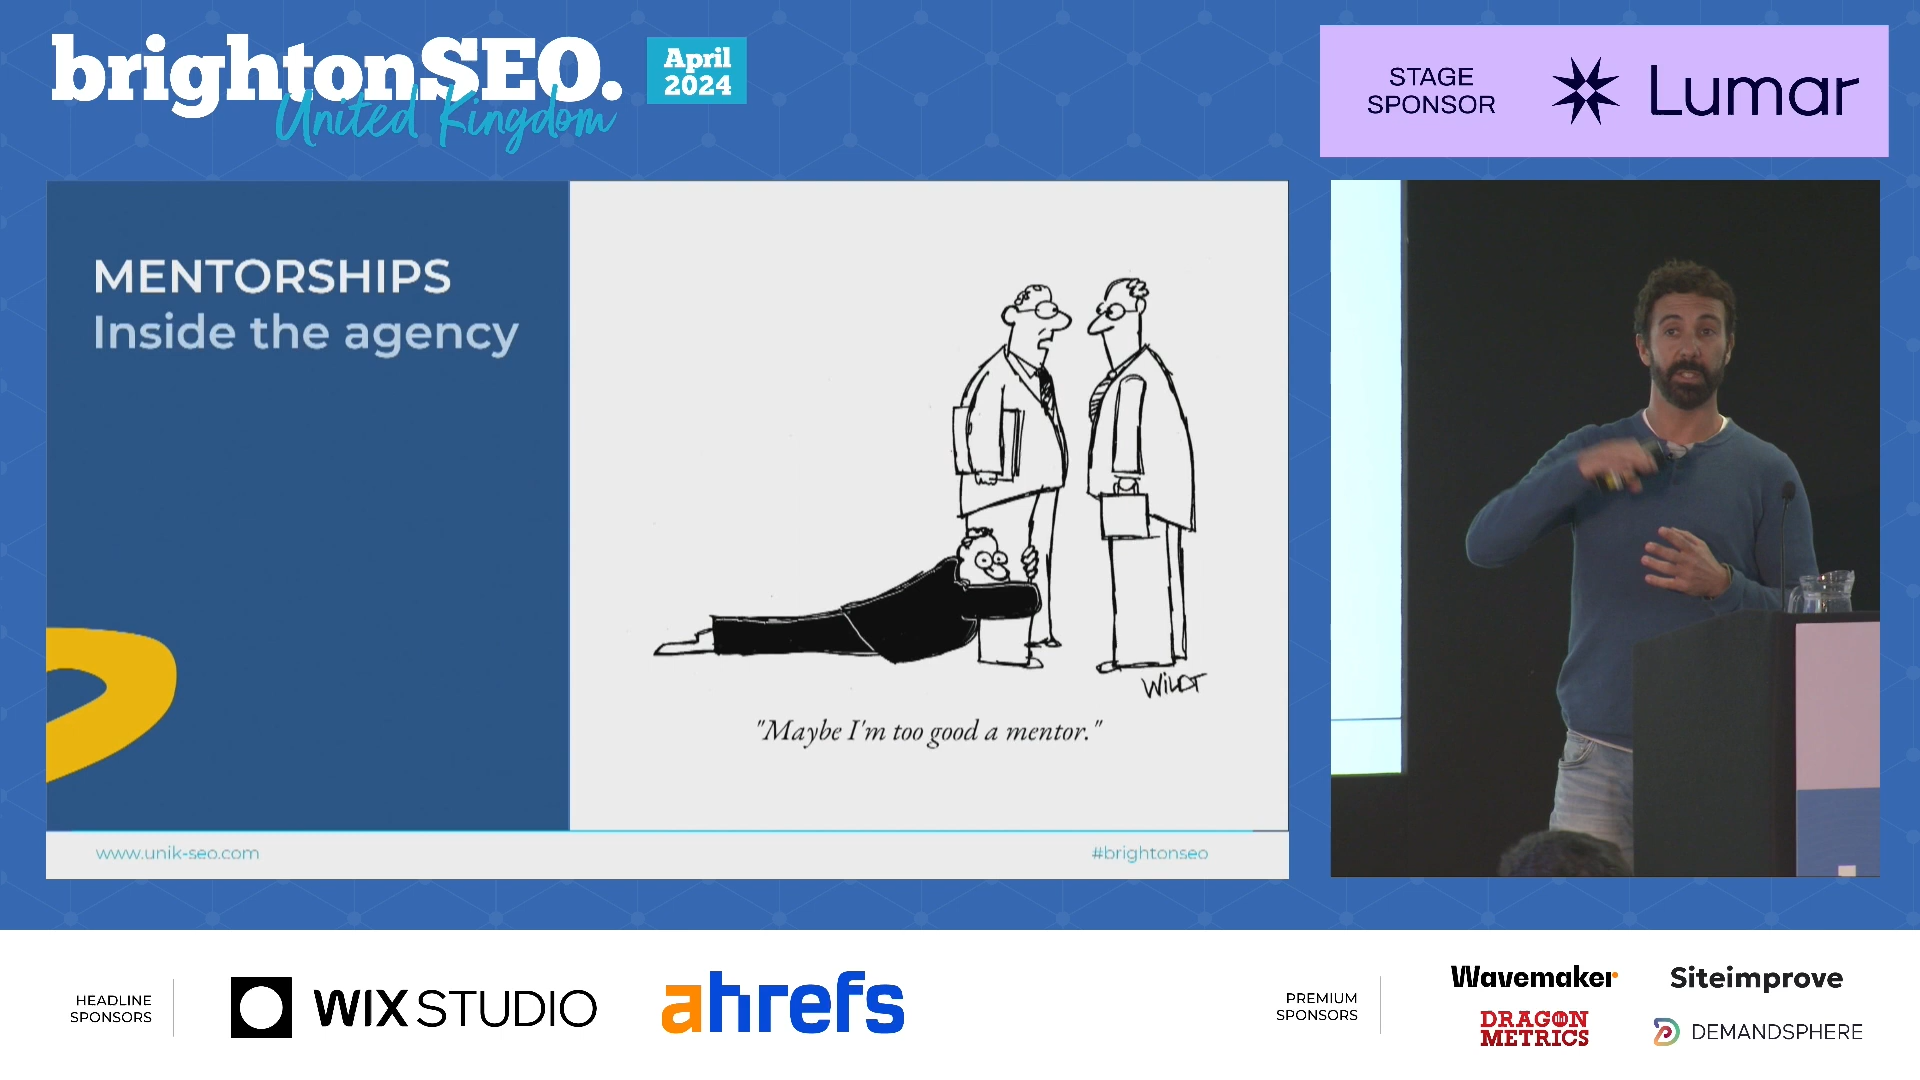 brightonSEO.
United Kingdom
April
2024
STAGE
SPONSOR
Lumar
MENTORSHIPS
Inside the agency
WILDT
"Maybe I'm too good a mentor."
www.unik-seo.com
#brightonseo
HEADLINE
SPONSORS
WIX STUDIO
ahrefs
PREMIUM
SPONSORS
Wavemaker
Siteimprove
DRAGON
METRICS
DEMANDSPHERE